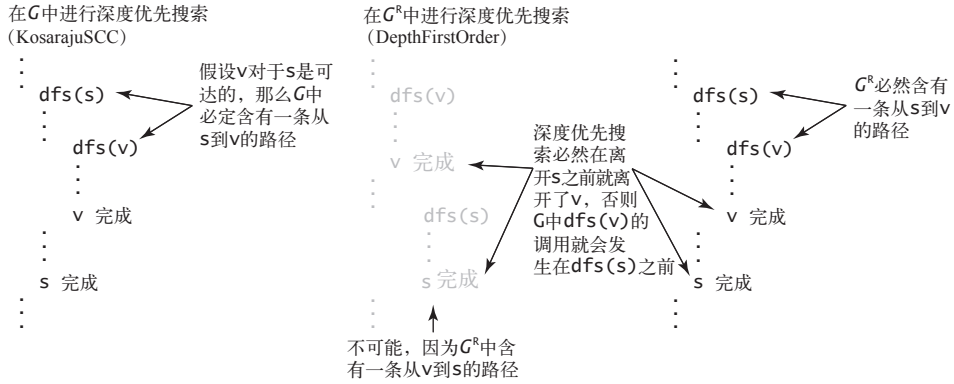 在G中进行深度优先搜索
（KosarajuSCC）
dfs(s)
假设v对于s是可
达的，那么G中
必定含有一条从
s到v的路径
dfs(v)
v 完成
s 完成
在Gᴿ中进行深度优先搜索
（DepthFirstOrder）
dfs(v)
v 完成
dfs(s)
s 完成
不可能，因为Gᴿ中含
有一条从v到s的路径
深度优先搜
索必然在离
开s之前就离
开了v，否则
G中dfs(v)的
调用就会发
生在dfs(s)之前
dfs(s)
Gᴿ必然含有
一条从s到v
的路径
dfs(v)
v 完成
s 完成